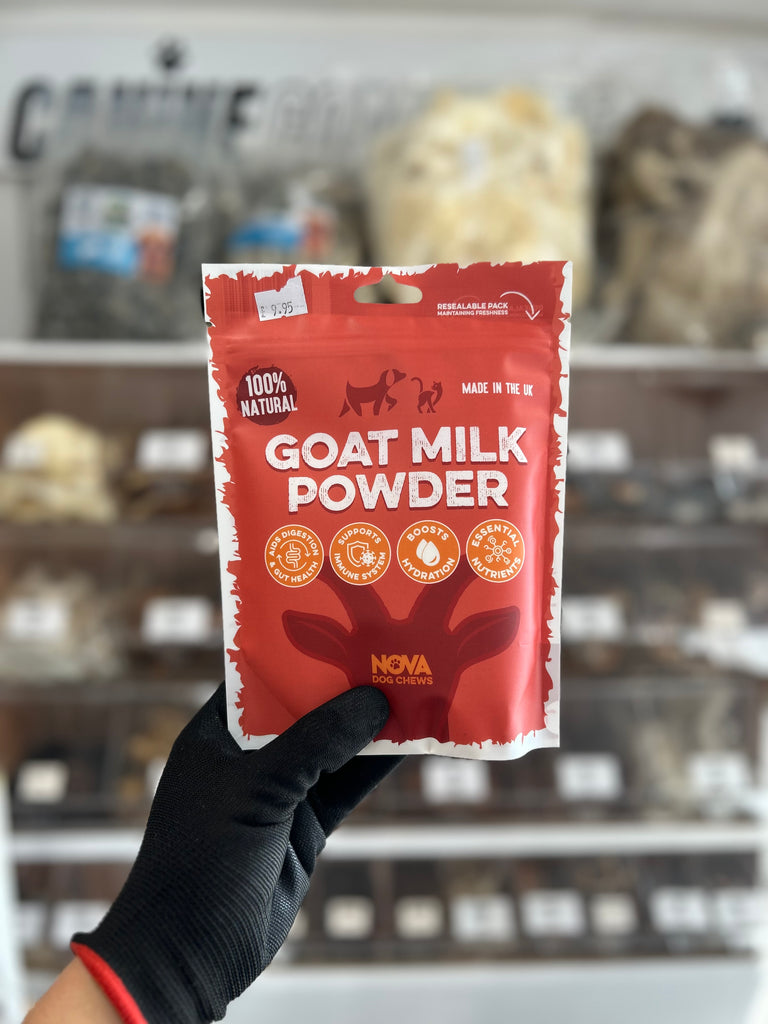 CANINE
£ 9.95
RESEALABLE PACK
MAINTAINING FRESHNESS
100%
NATURAL
MADE IN THE UK
GOAT MILK
POWDER
AIDS DIGESTION
& GUT HEALTH
SUPPORTS
IMMUNE SYSTEM
BOOSTS
HYDRATION
ESSENTIAL
NUTRIENTS
NOVA
DOG CHEWS